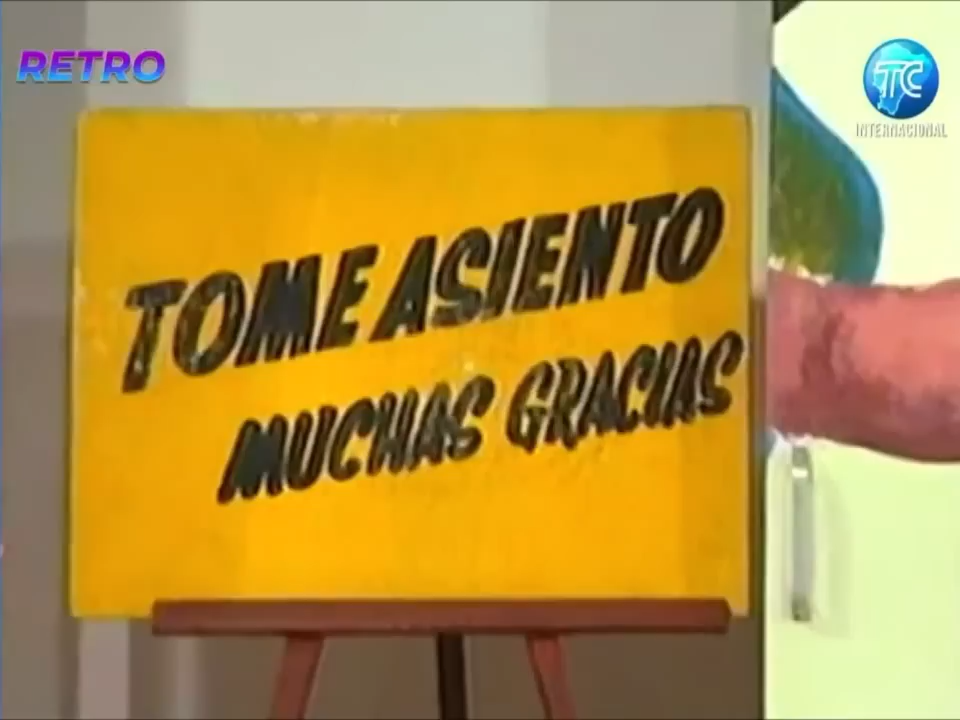 RETRO
TC
INTERNACIONAL
TOME ASIENTO
MUCHAS GRACIAS